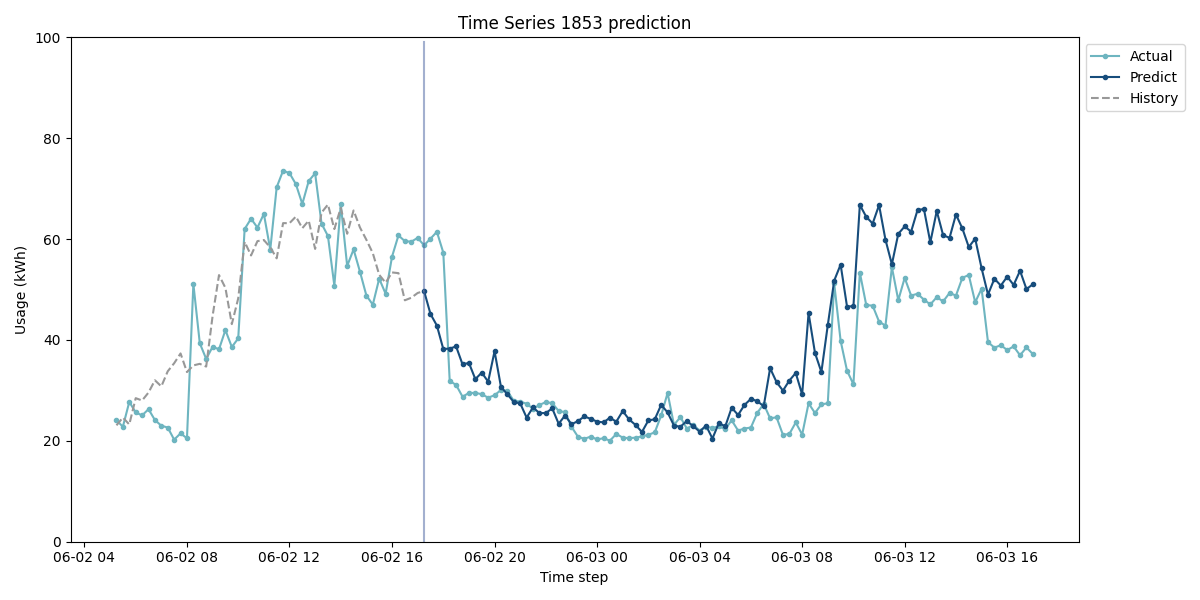 Time Series 1853 prediction
100
80
60
40
20
0
Usage (kWh)
06-02 04
06-02 08
06-02 12
06-02 16
06-02 20
06-03 00
06-03 04
06-03 08
06-03 12
06-03 16
Time step
Actual
Predict
History